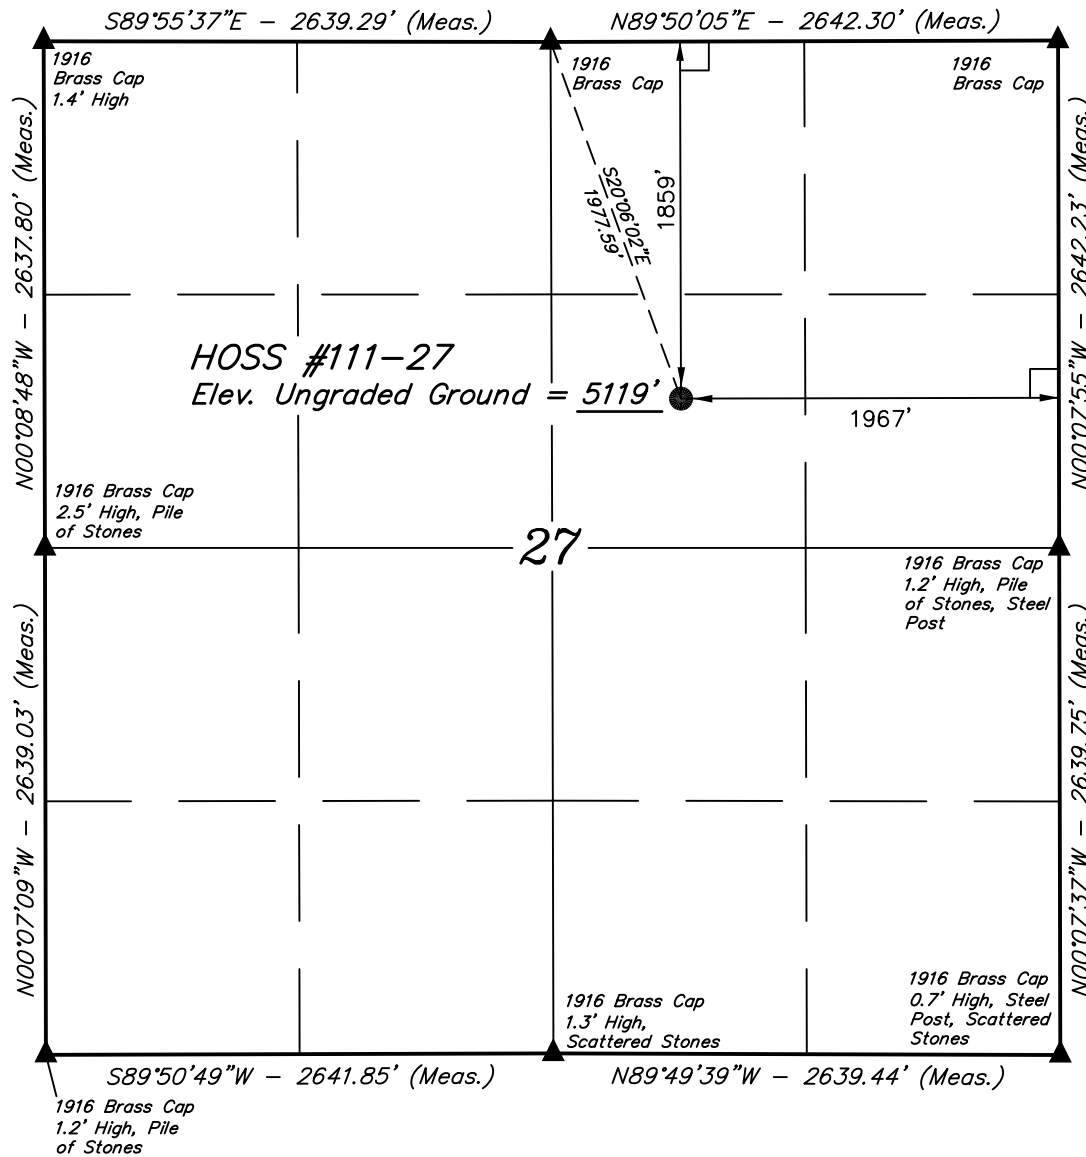 S89°55'37"E - 2639.29' (Meas.)
N89°50'05"E - 2642.30' (Meas.)
1916
Brass Cap
1.4' High
1916
Brass Cap
1916
Brass Cap
N00°08'48"W - 2637.80' (Meas.)
S20°06'02"E
1977.59'
1859'
N00°07'55"W - 2642.23' (Meas.)
HOSS #111-27
Elev. Ungraded Ground = 5119'
1967'
1916 Brass Cap
2.5' High, Pile
of Stones
27
1916 Brass Cap
1.2' High, Pile
of Stones, Steel
Post
N00°07'09"W - 2639.03' (Meas.)
N00°07'37"W - 2639.75' (Meas.)
1916 Brass Cap
1.3' High,
Scattered Stones
1916 Brass Cap
0.7' High, Steel
Post, Scattered
Stones
S89°50'49"W - 2641.85' (Meas.)
N89°49'39"W - 2639.44' (Meas.)
1916 Brass Cap
1.2' High, Pile
of Stones